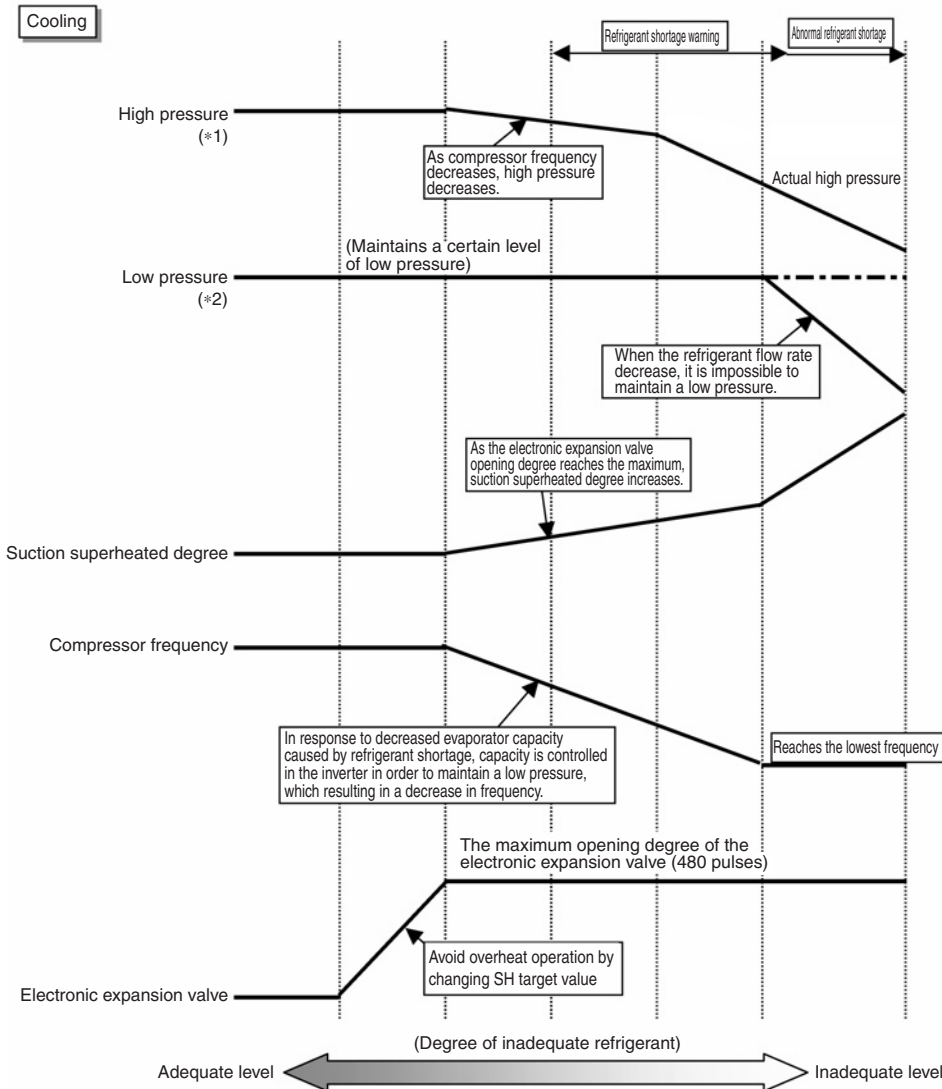 Cooling
Refrigerant shortage warning
Abnormal refrigerant shortage
High pressure
(*1)
As compressor frequency
decreases, high pressure
decreases.
Actual high pressure
(Maintains a certain level
of low pressure)
Low pressure
(*2)
When the refrigerant flow rate
decrease, it is impossible to
maintain a low pressure.
As the electronic expansion valve
opening degree reaches the maximum,
suction superheated degree increases.
Suction superheated degree
Compressor frequency
In response to decreased evaporator capacity
caused by refrigerant shortage, capacity is controlled
in the inverter in order to maintain a low pressure,
which resulting in a decrease in frequency.
Reaches the lowest frequency
The maximum opening degree of the
electronic expansion valve (480 pulses)
Avoid overheat operation by
changing SH target value
Electronic expansion valve
(Degree of inadequate refrigerant)
Adequate level
Inadequate level